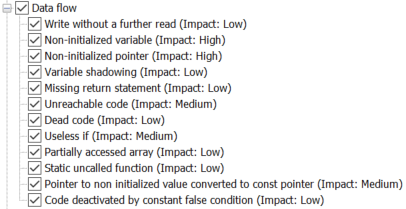 Data flow
Write without a further read (Impact: Low)
Non-initialized variable (Impact: High)
Non-initialized pointer (Impact: High)
Variable shadowing (Impact: Low)
Missing return statement (Impact: Low)
Unreachable code (Impact: Medium)
Dead code (Impact: Low)
Useless if (Impact: Medium)
Partially accessed array (Impact: Low)
Static uncalled function (Impact: Low)
Pointer to non initialized value converted to const pointer (Impact: Medium)
Code deactivated by constant false condition (Impact: Low)